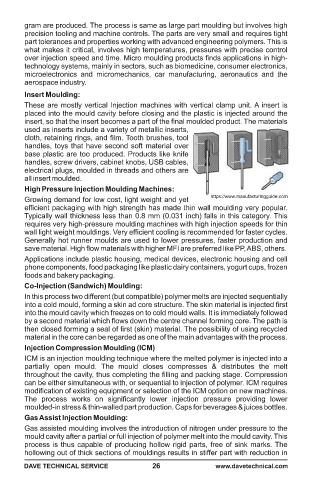 gram are produced. The process is same as large part moulding but involves high
precision tooling and machine controls. The parts are very small and requires tight
part tolerances and properties working with advanced engineering polymers. This is
what makes it critical, involves high temperatures, pressures with precise control
over injection speed and time. Micro moulding products finds applications in high-
technology systems, mainly in sectors, such as biomedicine, consumer electronics,
microelectronics and micromechanics, car manufacturing, aeronautics and the
aerospace industry.
Insert Moulding:
These are mostly vertical Injection machines with vertical clamp unit. A insert is
placed into the mould cavity before closing and the plastic is injected around the
insert, so that the insert becomes a part of the final moulded product. The materials
used as inserts include a variety of metallic inserts,
cloth, retaining rings, and film. Tooth brushes, tool
handles, toys that have second soft material over
base plastic are too produced. Products like knife
handles, screw drivers, cabinet knobs, USB cables,
electrical plugs, moulded in threads and others are
all insert moulded.
High Pressure Injection Moulding Machines:
https://www.manufacturingguide.com
Growing demand for low cost, light weight and yet
efficient packaging with high strength has made thin wall moulding very popular.
Typically wall thickness less than 0.8 mm (0.031 inch) falls in this category. This
requires very high-pressure moulding machines with high injection speeds for thin
wall light weight mouldings. Very efficient cooling is recommended for faster cycles.
Generally hot runner moulds are used to lower pressures, faster production and
save material. High flow materials with higher MFI are preferred like PP, ABS, others.
Applications include plastic housing, medical devices, electronic housing and cell
phone components, food packaging like plastic dairy containers, yogurt cups, frozen
foods and bakery packaging.
Co-Injection (Sandwich) Moulding:
In this process two different (but compatible) polymer melts are injected sequentially
into a cold mould, forming a skin ad core structure. The skin material is injected first
into the mould cavity which freezes on to cold mould walls. It is immediately followed
by a second material which flows down the centre channel forming core. The path is
then closed forming a seal of first (skin) material. The possibility of using recycled
material in the core can be regarded as one of the main advantages with the process.
Injection Compression Moulding (ICM)
ICM is an injection moulding technique where the melted polymer is injected into a
partially open mould. The mould closes compresses & distributes the melt
throughout the cavity, thus completing the filling and packing stage. Compression
can be either simultaneous with, or sequential to Injection of polymer. ICM requires
modification of existing equipment or selection of the ICM option on new machines.
The process works on significantly lower injection pressure providing lower
moulded-in stress & thin-walled part production. Caps for beverages & juices bottles.
Gas Assist Injection Moulding:
Gas assisted moulding involves the introduction of nitrogen under pressure to the
mould cavity after a partial or full injection of polymer melt into the mould cavity. This
process is thus capable of producing hollow rigid parts, free of sink marks. The
hollowing out of thick sections results in stiffer part with reduction in
DAVE TECHNICAL SERVICE 26 www.davetechnical.com